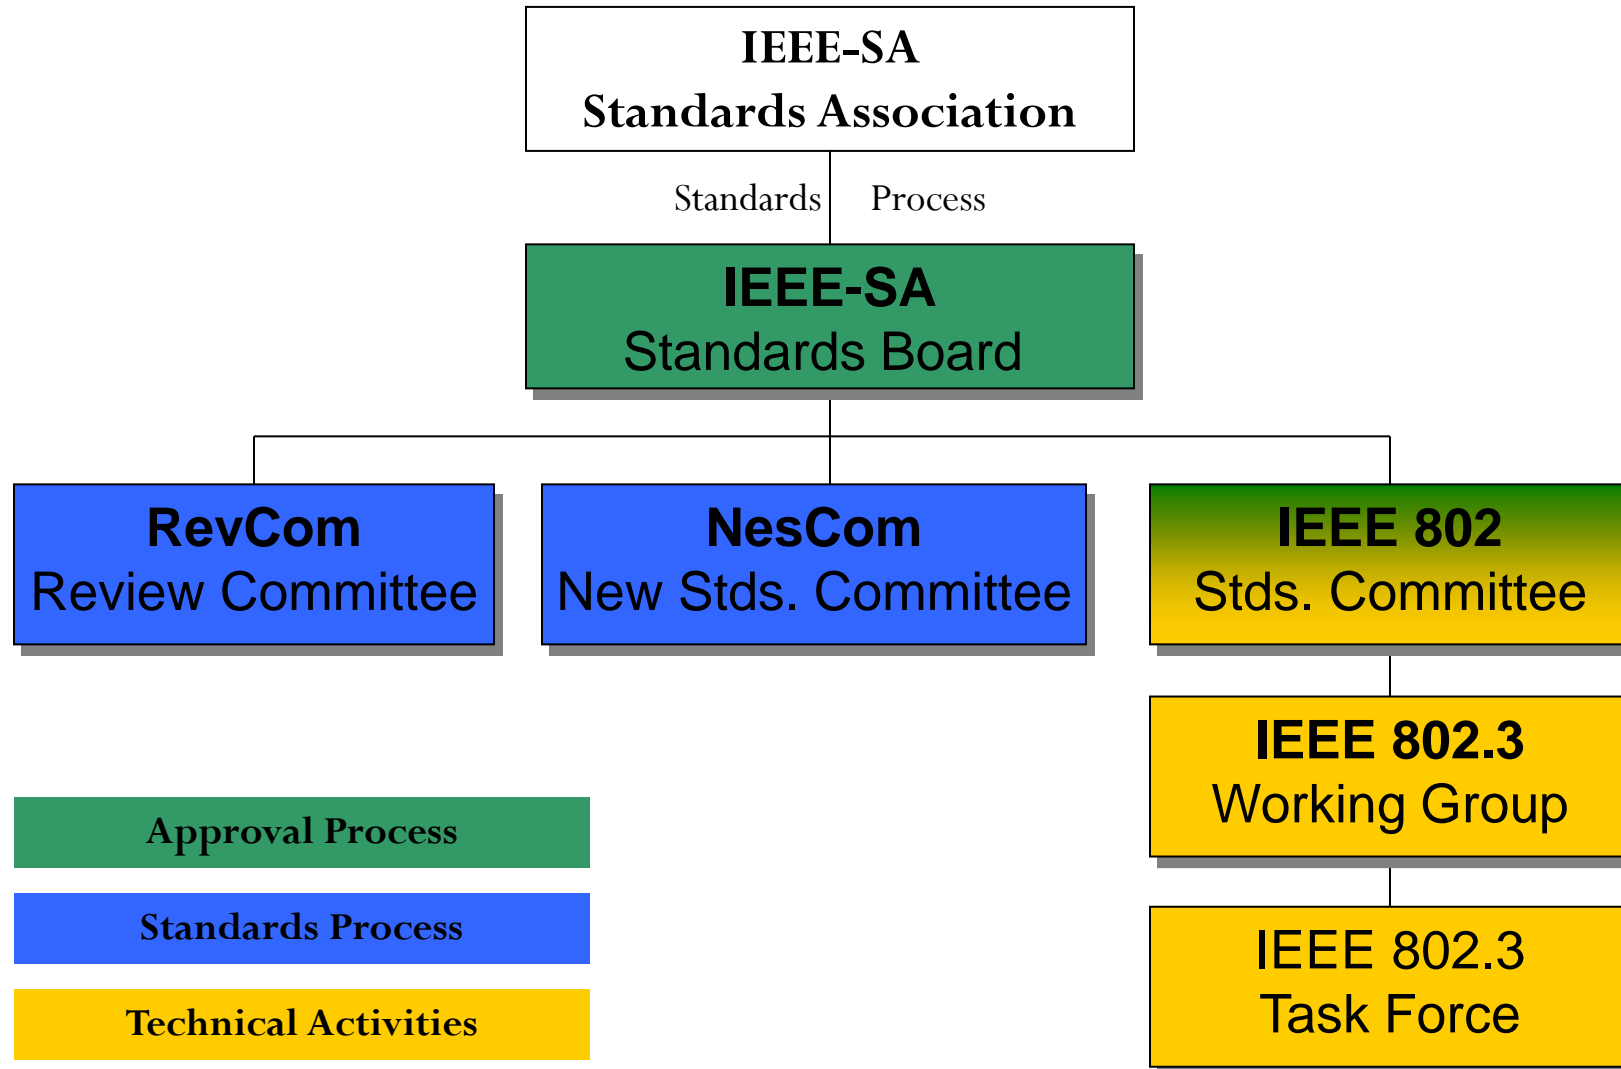 IEEE-SA
Standards Association
Standards Process
IEEE-SA
Standards Board
RevCom
Review Committee
NesCom
New Stds. Committee
IEEE 802
Stds. Committee
IEEE 802.3
Working Group
IEEE 802.3
Task Force
Approval Process
Standards Process
Technical Activities